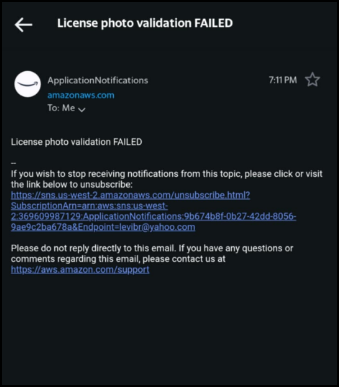 License photo validation FAILED
ApplicationNotifications
7:11 PM
amazonaws.com
To: Me
License photo validation FAILED
--
If you wish to stop receiving notifications from this topic, please click or visit
the link below to unsubscribe:
https://sns.us-west-2.amazonaws.com/unsubscribe.html?
SubscriptionArn=arn:aws:sns:us-west-
2:369609987129:ApplicationNotifications:9b674b8f-0b27-42dd-8056-
9ae9c2ba678a&Endpoint=levibr@yahoo.com
Please do not reply directly to this email. If you have any questions or
comments regarding this email, please contact us at
https://aws.amazon.com/support